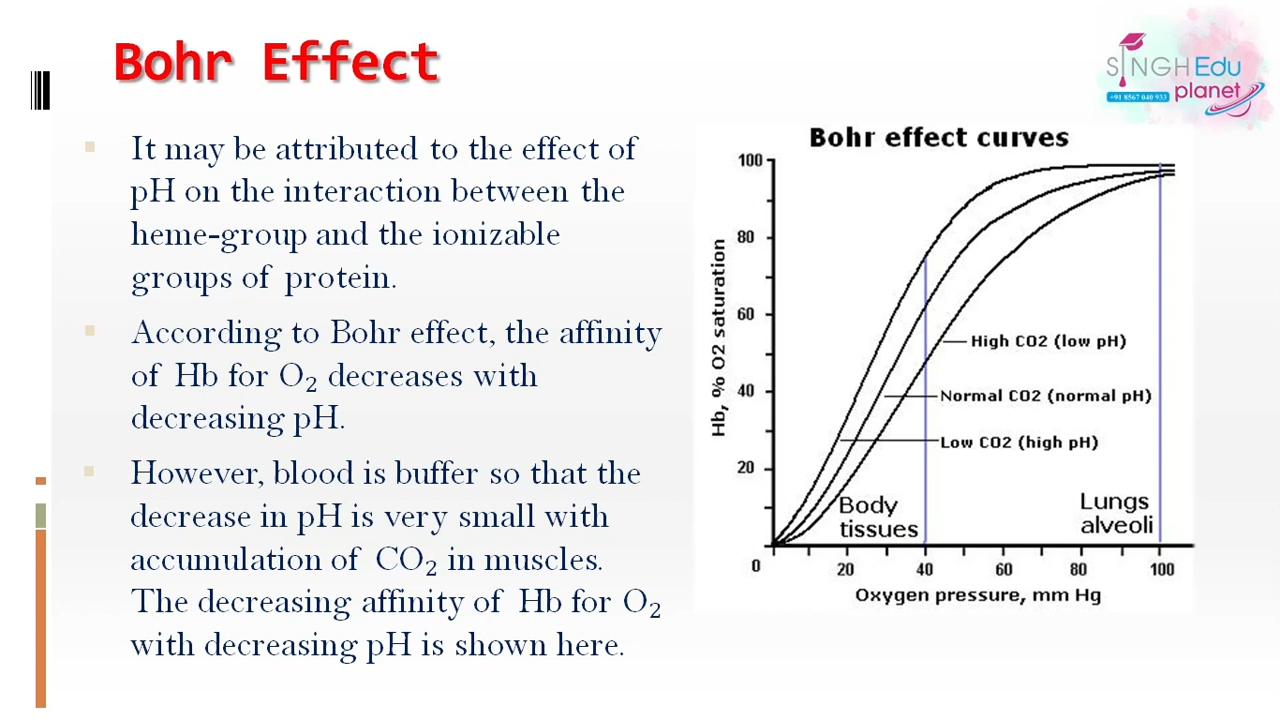 Bohr Effect
SINGH Edu
planet
+91 8567 040 933
It may be attributed to the effect of
pH on the interaction between the
heme-group and the ionizable
groups of protein.
According to Bohr effect, the affinity
of Hb for O₂ decreases with
decreasing pH.
However, blood is buffer so that the
decrease in pH is very small with
accumulation of CO₂ in muscles.
The decreasing affinity of Hb for O₂
with decreasing pH is shown here.
Bohr effect curves
Hb, % O2 saturation
100
80
60
40
20
0
High CO2 (low pH)
Normal CO2 (normal pH)
Low CO2 (high pH)
Body
tissues
Lungs
alveoli
20 40 60 80 100
Oxygen pressure, mm Hg